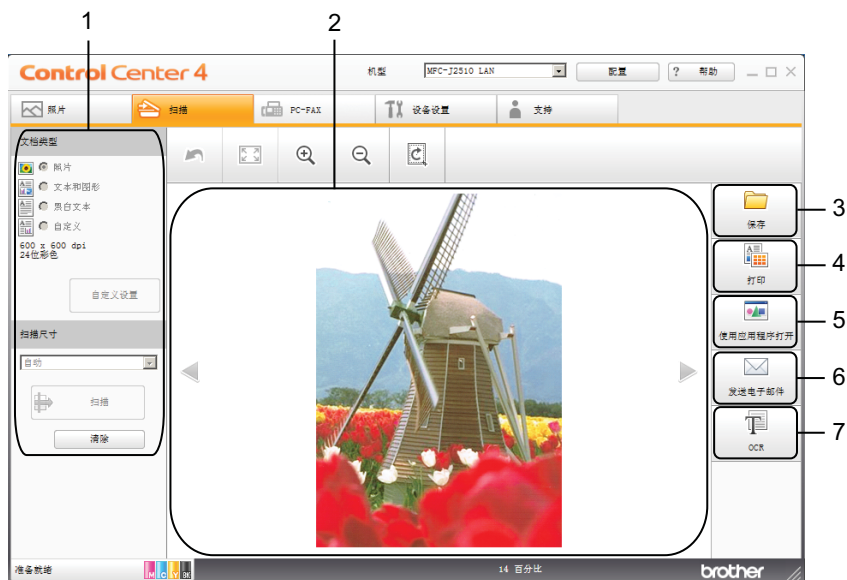 1
2
Control Center 4
机型
MFC-J2510 LAN
配置
? 帮助
照片
扫描
PC-FAX
设备设置
支持
文档类型
照片
文本和图形
黑白文本
自定义
600 x 600 dpi
24位彩色
自定义设置
扫描尺寸
自动
扫描
清除
保存
3
打印
4
使用应用程序打开
5
发送电子邮件
6
OCR
7
准备就绪
M C Y BK
14 百分比
brother